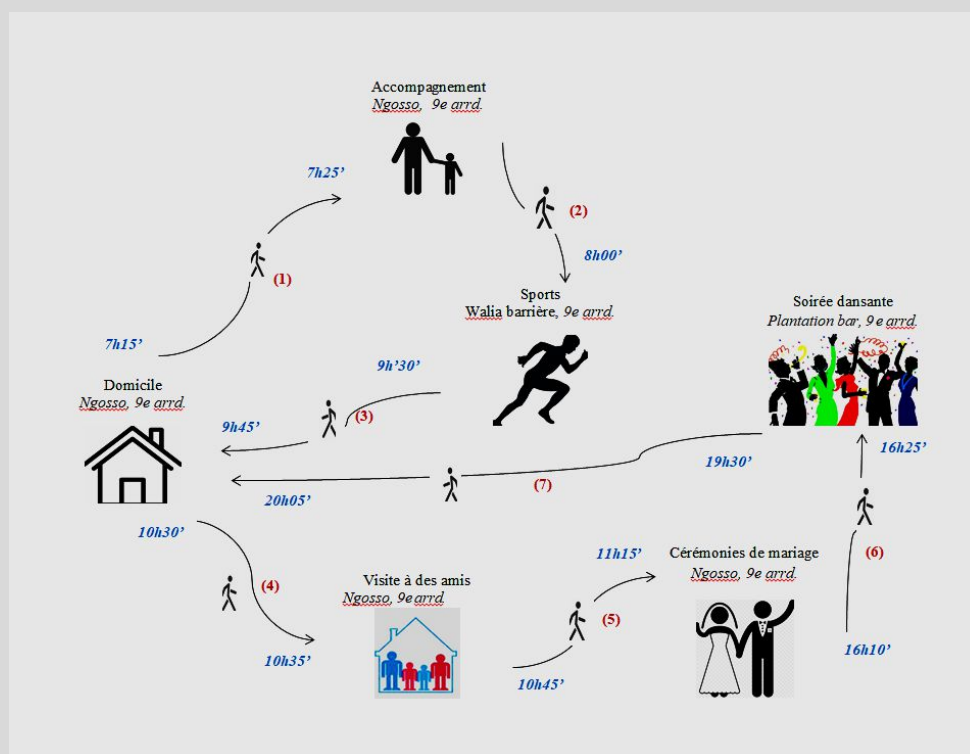 Accompagnement
Ngosso, 9e arrd.
7h25’
(2)
8h00’
(1)
7h15’
Sports
Walia barrière, 9e arrd.
Soirée dansante
Plantation bar, 9e arrd.
9h’30’
Domicile
Ngosso, 9e arrd.
(3)
9h45’
16h25’
19h30’
(7)
20h05’
10h30’
(6)
11h15’
Cérémonies de mariage
Ngosso, 9e arrd.
(4)
Visite à des amis
Ngosso, 9e arrd.
(5)
10h35’
10h45’
16h10’